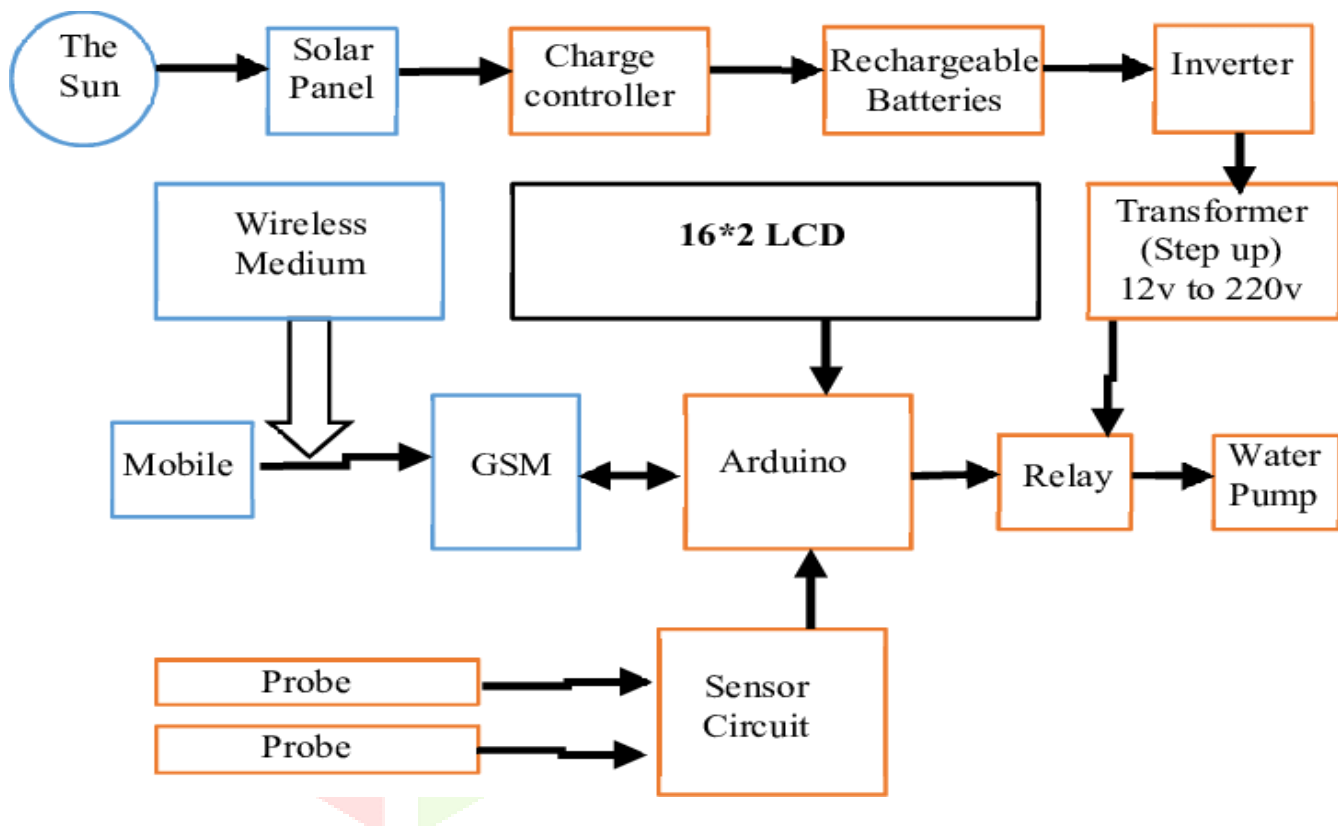 The
Sun
Solar
Panel
Charge
controller
Rechargeable
Batteries
Inverter
Wireless
Medium
16*2 LCD
Transformer
(Step up)
12v to 220v
Mobile
GSM
Arduino
Relay
Water
Pump
Probe
Sensor
Circuit
Probe